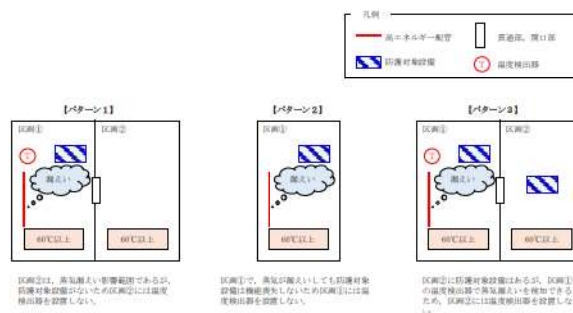 凡例
高エネルギー配管
貫通部，開口部
防護対象設備
T
温度検出器
【パターン1】
【パターン2】
【パターン3】
区画①
区画②
区画①
区画①
区画②
T
T
漏えい
漏えい
漏えい
60℃以上
60℃以上
60℃以上
60℃以上
60℃以上
区画②は，蒸気漏えい影響範囲であるが，
防護対象設備がないため区画②には温度
検出器を設置しない。
区画①で，蒸気が漏えいしても防護対象
設備は機能喪失しないため区画①には温
度検出器を設置しない。
区画②に防護対象設備はあるが，区画①
の温度検出器で蒸気漏えいを検知できる
ため，区画②には温度検出器を設置しな
い。